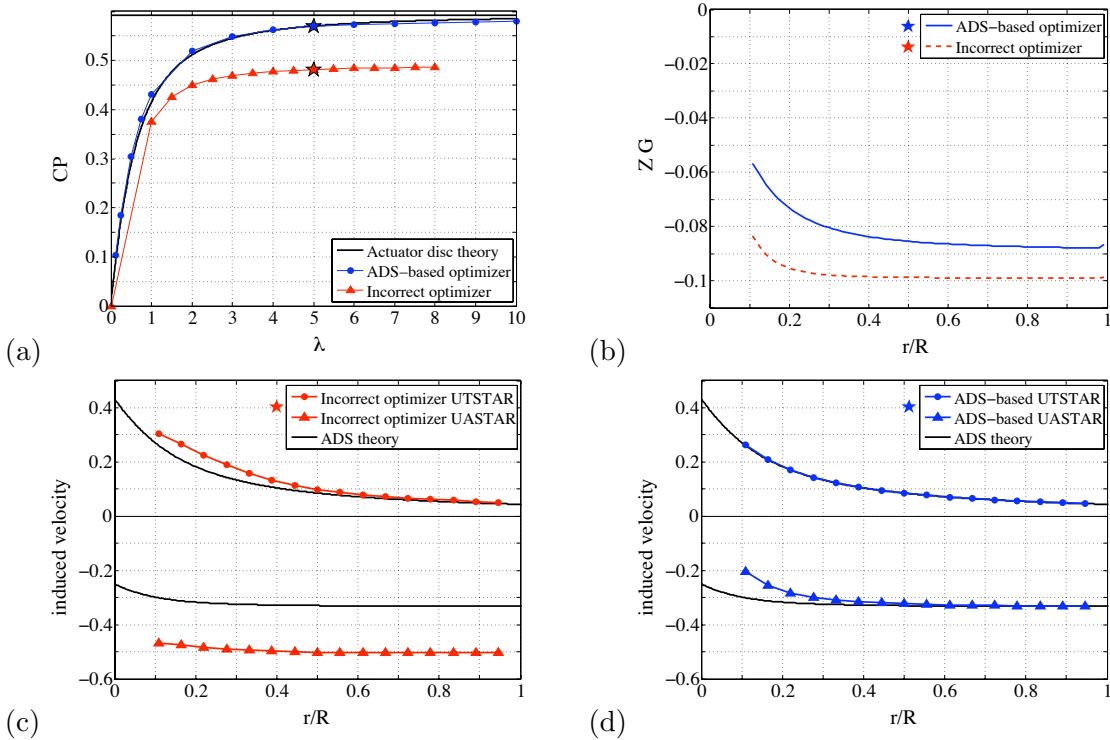 0.5
0.3
CP
0.1
0
0
1
2
3
4
5
6
7
8
9
10
λ
Actuator disc theory
ADS−based optimizer
Incorrect optimizer
(a)
0
−0.02
−0.04
−0.06
−0.08
−0.1
Z G
0
0.2
0.4
0.6
0.8
1
r/R
ADS−based optimizer
Incorrect optimizer
(b)
0.4
0.2
0
−0.2
−0.4
−0.6
induced velocity
0
0.2
0.4
0.6
0.8
1
r/R
Incorrect optimizer UTSTAR
Incorrect optimizer UASTAR
ADS theory
(c)
0.4
0.2
0
−0.2
−0.4
−0.6
induced velocity
0
0.2
0.4
0.6
0.8
1
r/R
ADS−based UTSTAR
ADS−based UASTAR
ADS theory
(d)